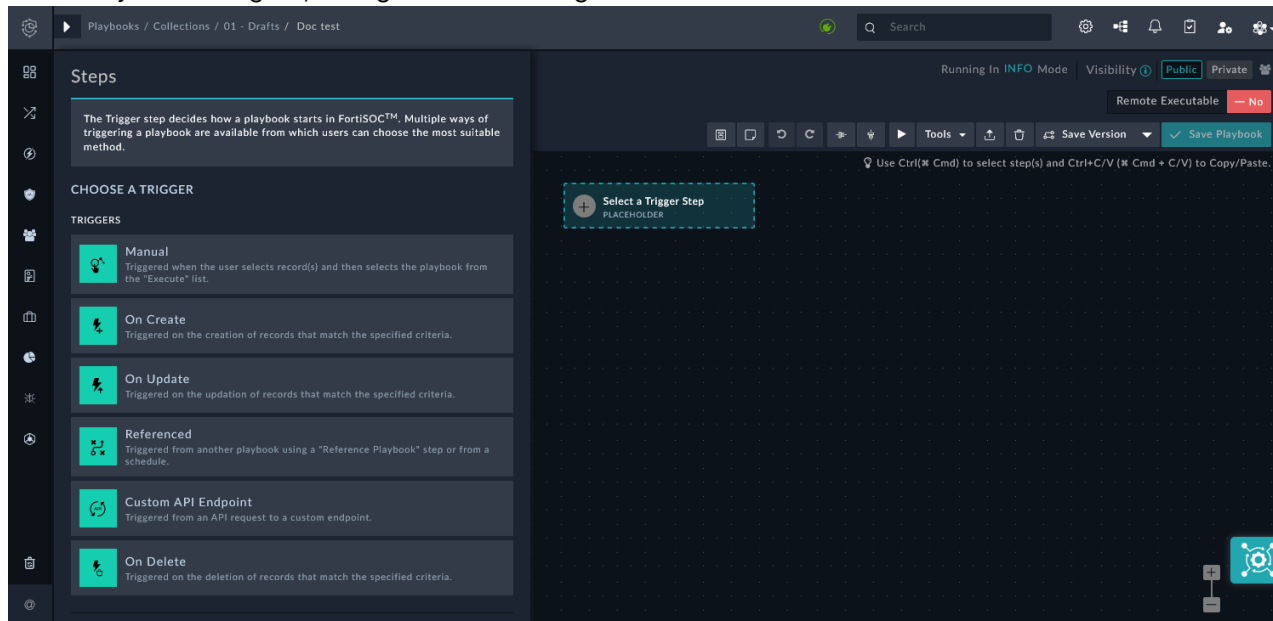 Playbooks / Collections / 01 - Drafts / Doc test
Search
Steps
Running In INFO Mode
Visibility
Public
Private
Remote Executable
No
The Trigger step decides how a playbook starts in FortiSOC™. Multiple ways of
triggering a playbook are available from which users can choose the most suitable
method.
Tools
Save Version
Save Playbook
Use Ctrl(⌘ Cmd) to select step(s) and Ctrl+C/V (⌘ Cmd + C/V) to Copy/Paste.
CHOOSE A TRIGGER
Select a Trigger Step
PLACEHOLDER
TRIGGERS
Manual
Triggered when the user selects record(s) and then selects the playbook from
the "Execute" list.
On Create
Triggered on the creation of records that match the specified criteria.
On Update
Triggered on the updation of records that match the specified criteria.
Referenced
Triggered from another playbook using a "Reference Playbook" step or from a
schedule.
Custom API Endpoint
Triggered from an API request to a custom endpoint.
On Delete
Triggered on the deletion of records that match the specified criteria.